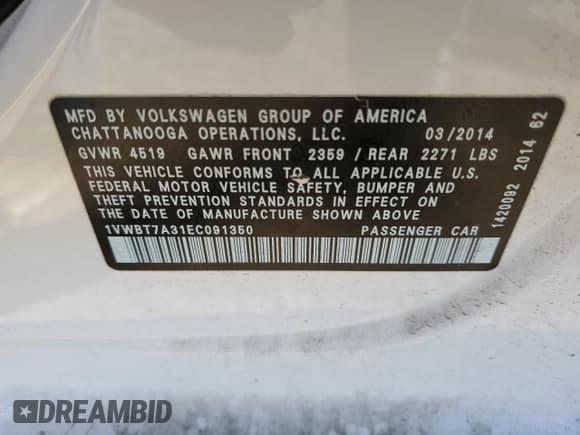 MFD BY VOLKSWAGEN GROUP OF AMERICA
CHATTANOOGA OPERATIONS, LLC. 03/2014
GVWR 4519 GAWR FRONT 2359 / REAR 2271 LBS
THIS VEHICLE CONFORMS TO ALL APPLICABLE U.S.
FEDERAL MOTOR VEHICLE SAFETY, BUMPER AND
THEFT PREVENTION STANDARDS IN EFFECT ON
THE DATE OF MANUFACTURE SHOWN ABOVE
1VWBT7A31EC091350 PASSENGER CAR
1420092 2014 62
DREAMBID